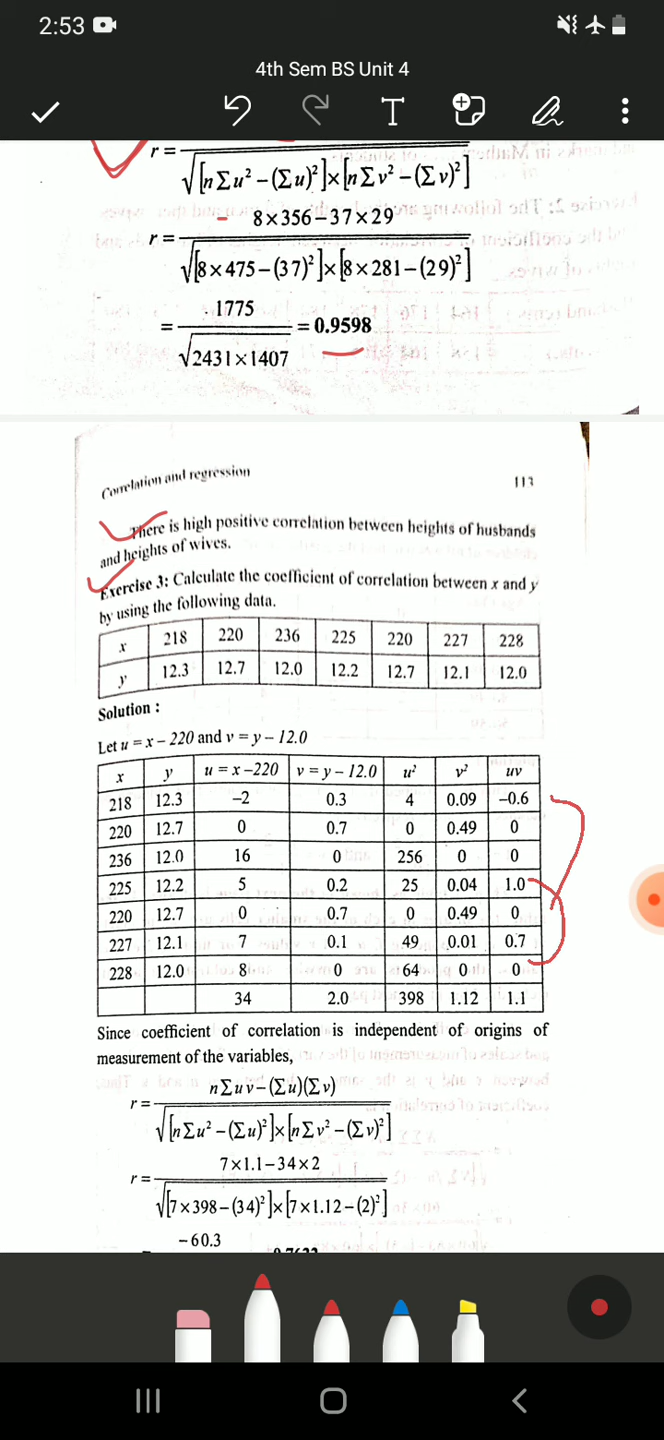 2:53
4th Sem BS Unit 4
T
r = √[nΣu² – (Σu)²]×[nΣv² – (Σv)²]
8×356 – 37×29
r = √[8×475 – (37)²]×[8×281 – (29)²]
1775
= = 0.9598
√2431×1407
Correlation and regression 113
There is high positive correlation between heights of husbands
and heights of wives.
Exercise 3: Calculate the coefficient of correlation between x and y
by using the following data.
x 218 220 236 225 220 227 228
y 12.3 12.7 12.0 12.2 12.7 12.1 12.0
Solution :
Let u = x – 220 and v = y – 12.0
x y u = x –220 v = y – 12.0 u² v² uv
218 12.3 –2 0.3 4 0.09 –0.6
220 12.7 0 0.7 0 0.49 0
236 12.0 16 0 256 0 0
225 12.2 5 0.2 25 0.04 1.0
220 12.7 0 0.7 0 0.49 0
227 12.1 7 0.1 49 0.01 0.7
228 12.0 8 0 64 0 0
34 2.0 398 1.12 1.1
Since coefficient of correlation is independent of origins of
measurement of the variables,
nΣuv – (Σu)(Σv)
r = √[nΣu² – (Σu)²]×[nΣv² – (Σv)²]
7×1.1 – 34×2
r = √[7×398 – (34)²]×[7×1.12 – (2)²]
–60.3